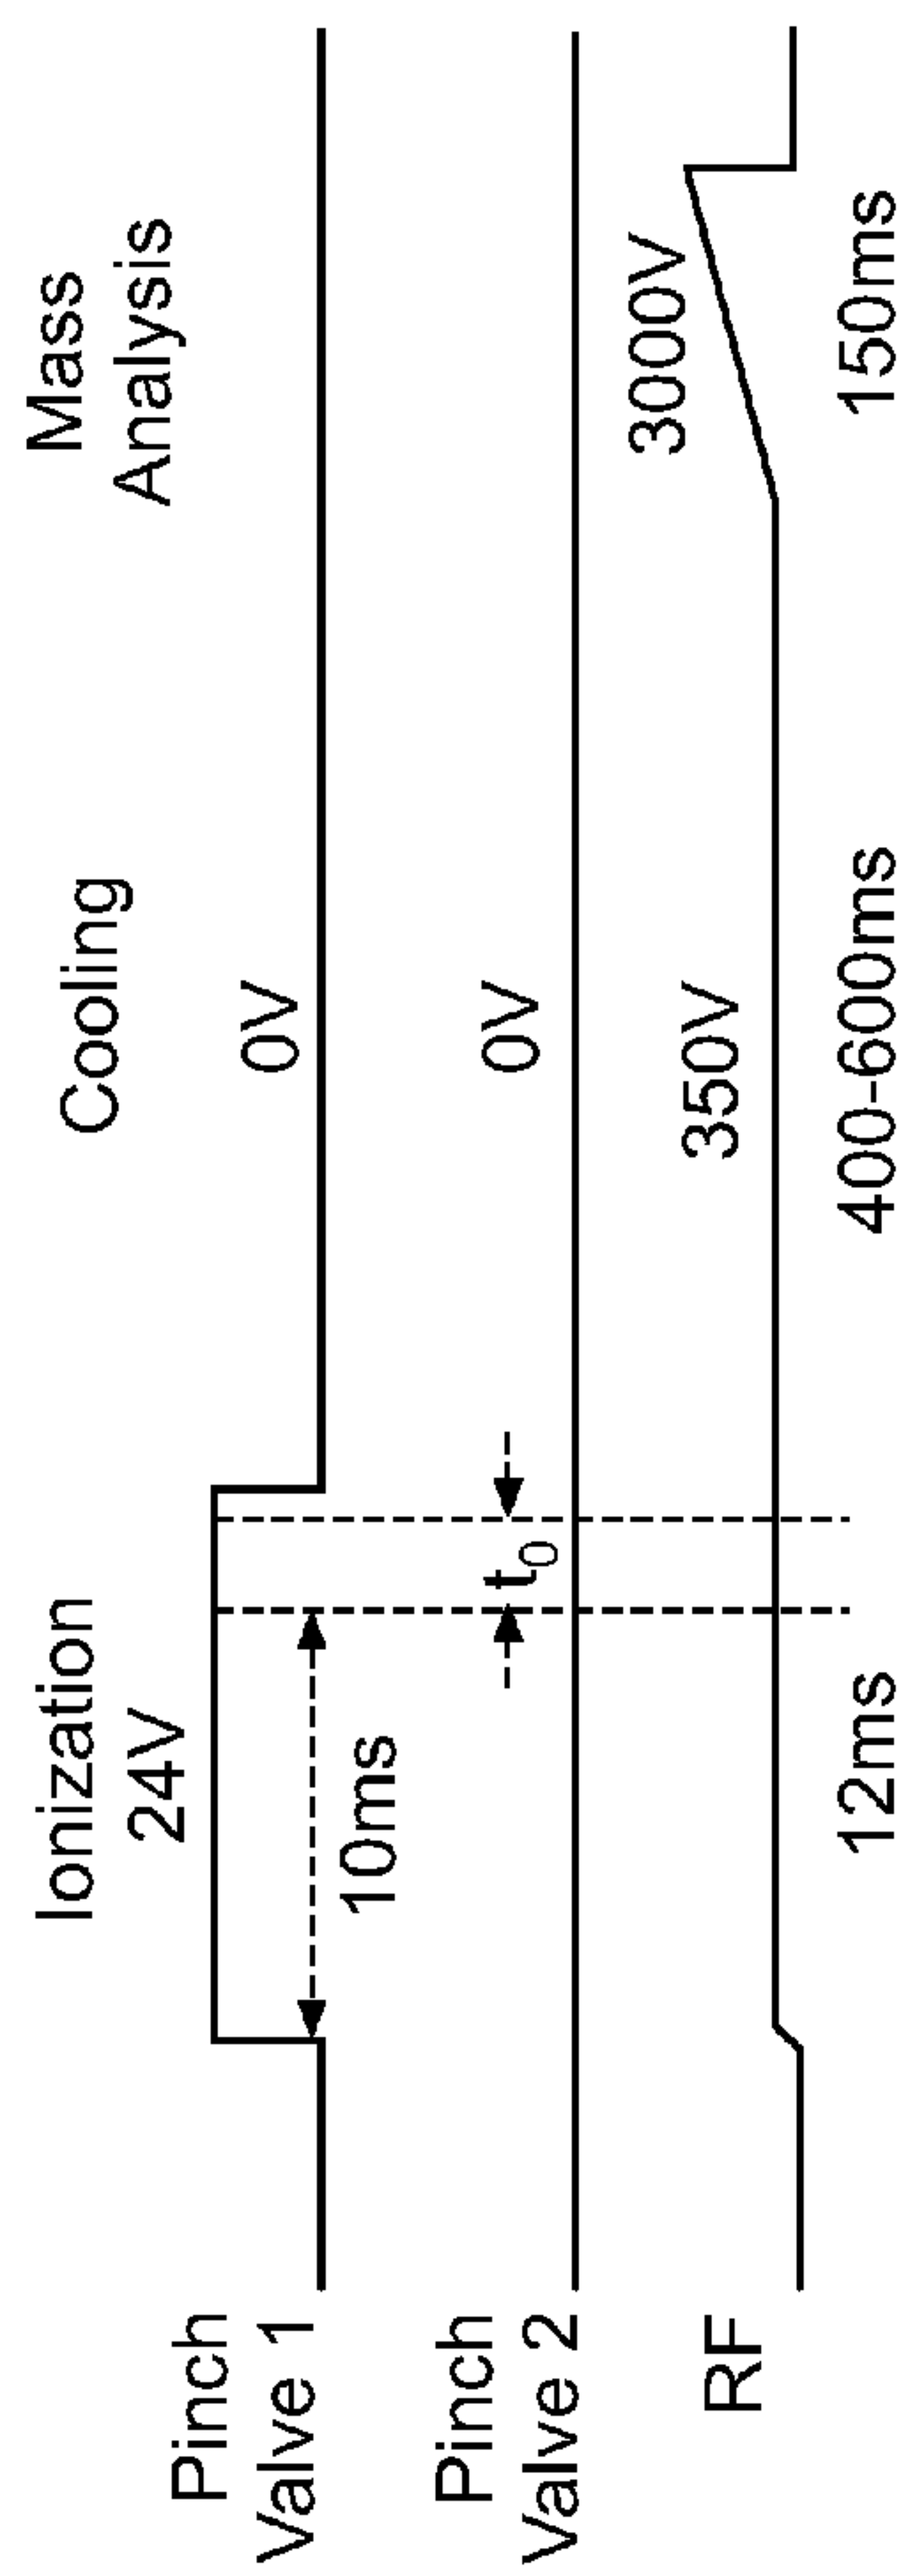 Ionization
Cooling
Mass
Analysis
Pinch
Valve 1
24V
0V
10ms
Pinch
Valve 2
t0
0V
RF
350V
3000V
12ms
400-600ms
150ms